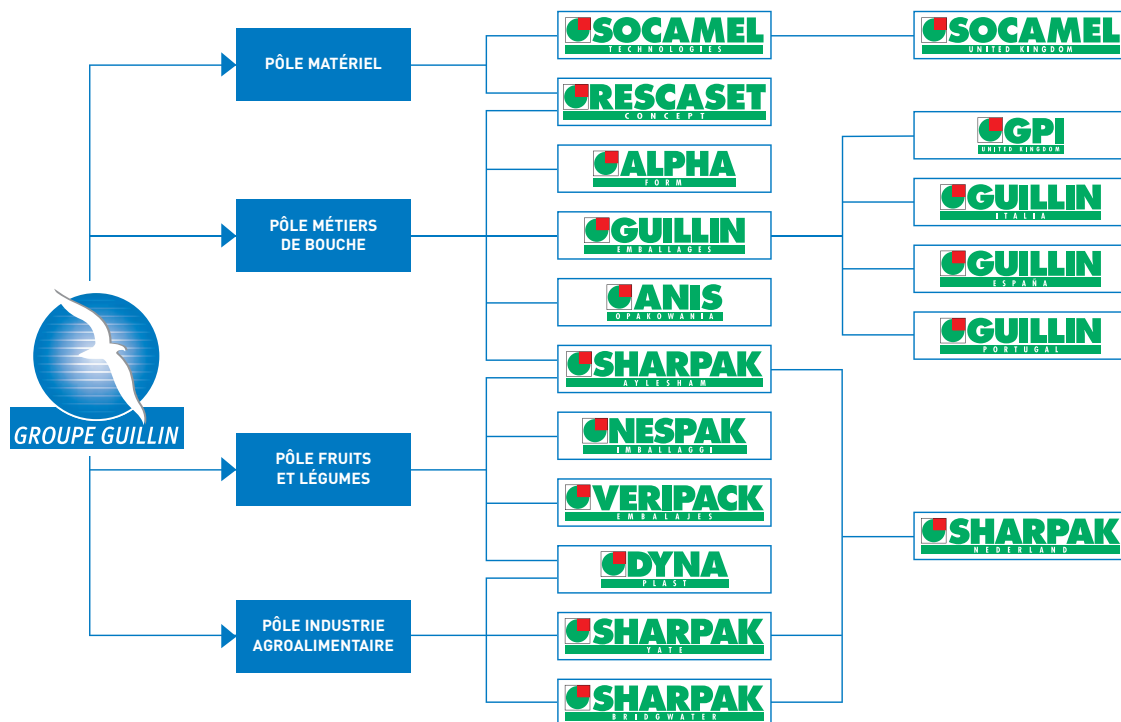 GROUPE GUILLIN
PÔLE MATÉRIEL
PÔLE MÉTIERS
DE BOUCHE
PÔLE FRUITS
ET LÉGUMES
PÔLE INDUSTRIE
AGROALIMENTAIRE
SOCAMEL
TECHNOLOGIES
RESCASET
CONCEPT
ALPHA
FORM
GUILLIN
EMBALLAGES
ANIS
OPAKOWANIA
SHARPAK
AYLESHAM
NESPAK
IMBALLAGGI
VERIPACK
EMBALAJES
DYNA
PLAST
SHARPAK
YATE
SHARPAK
BRIDGWATER
SOCAMEL
UNITED KINGDOM
GPI
UNITED KINGDOM
GUILLIN
ITALIA
GUILLIN
ESPAÑA
GUILLIN
PORTUGAL
SHARPAK
NEDERLAND